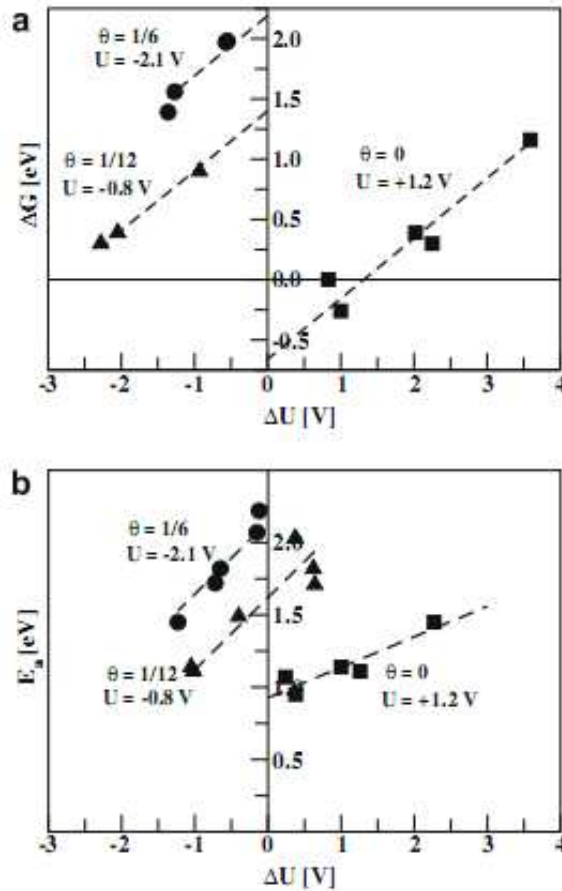 a
2.0
θ = 1/6
U = -2.1 V
1.5
θ = 1/12
U = -0.8 V
1.0
θ = 0
U = +1.2 V
ΔG [eV]
0.5
0.0
-0.5
-3 -2 -1 0 1 2 3 4
ΔU [V]
b
θ = 1/6
U = -2.1 V
2.0
1.5
Ea [eV]
θ = 1/12
U = -0.8 V
θ = 0
U = +1.2 V
0.5
-3 -2 -1 0 1 2 3 4
ΔU [V]